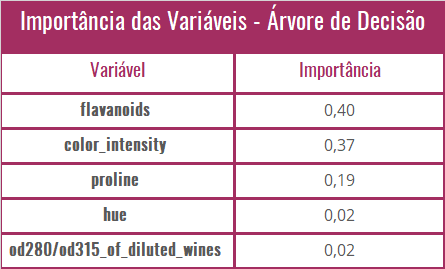 Importância das Variáveis - Árvore de Decisão
Variável Importância
flavanoids 0,40
color_intensity 0,37
proline 0,19
hue 0,02
od280/od315_of_diluted_wines 0,02